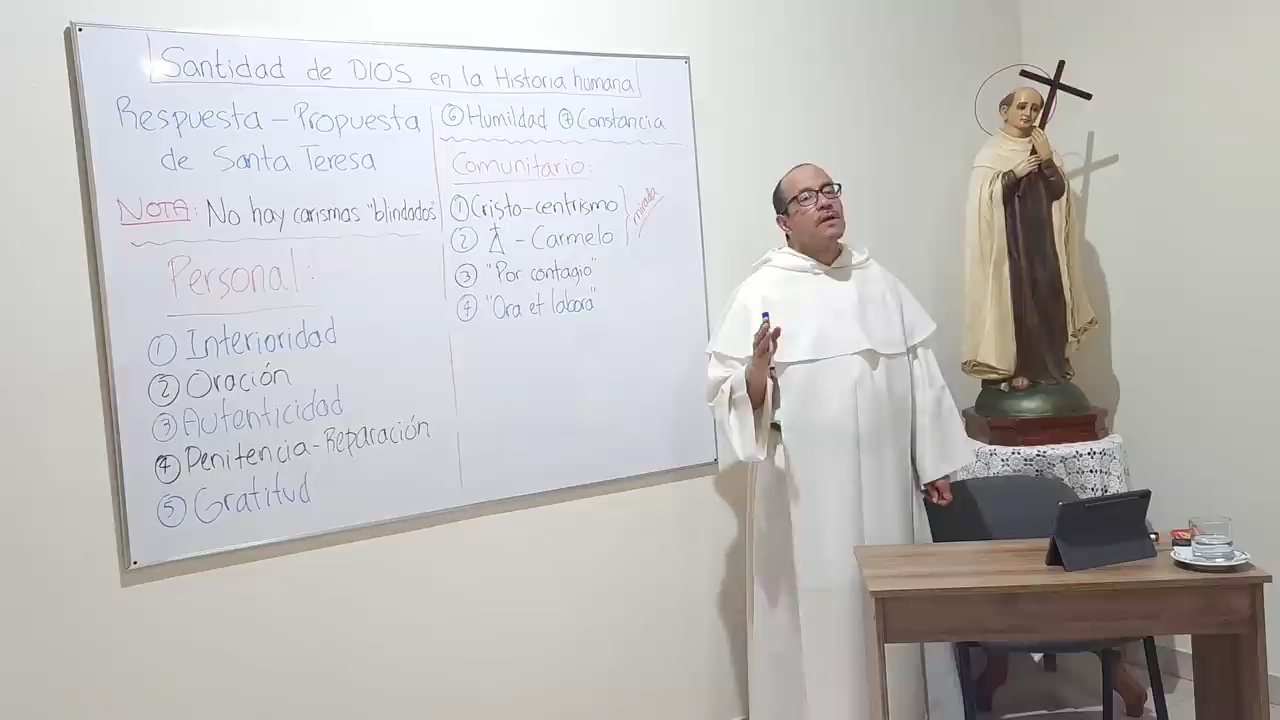 Santidad de DIOS en la Historia humana
Respuesta - Propuesta
de Santa Teresa
NOTA: No hay carismas "blindados"
Personal:
① Interioridad
② Oración
③ Autenticidad
④ Penitencia-Reparación
⑤ Gratitud
⑥ Humildad ⑦ Constancia
Comunitario:
① Cristo-centrismo
② - Carmelo
③ "Por contagio"
④ "Ora et labora"